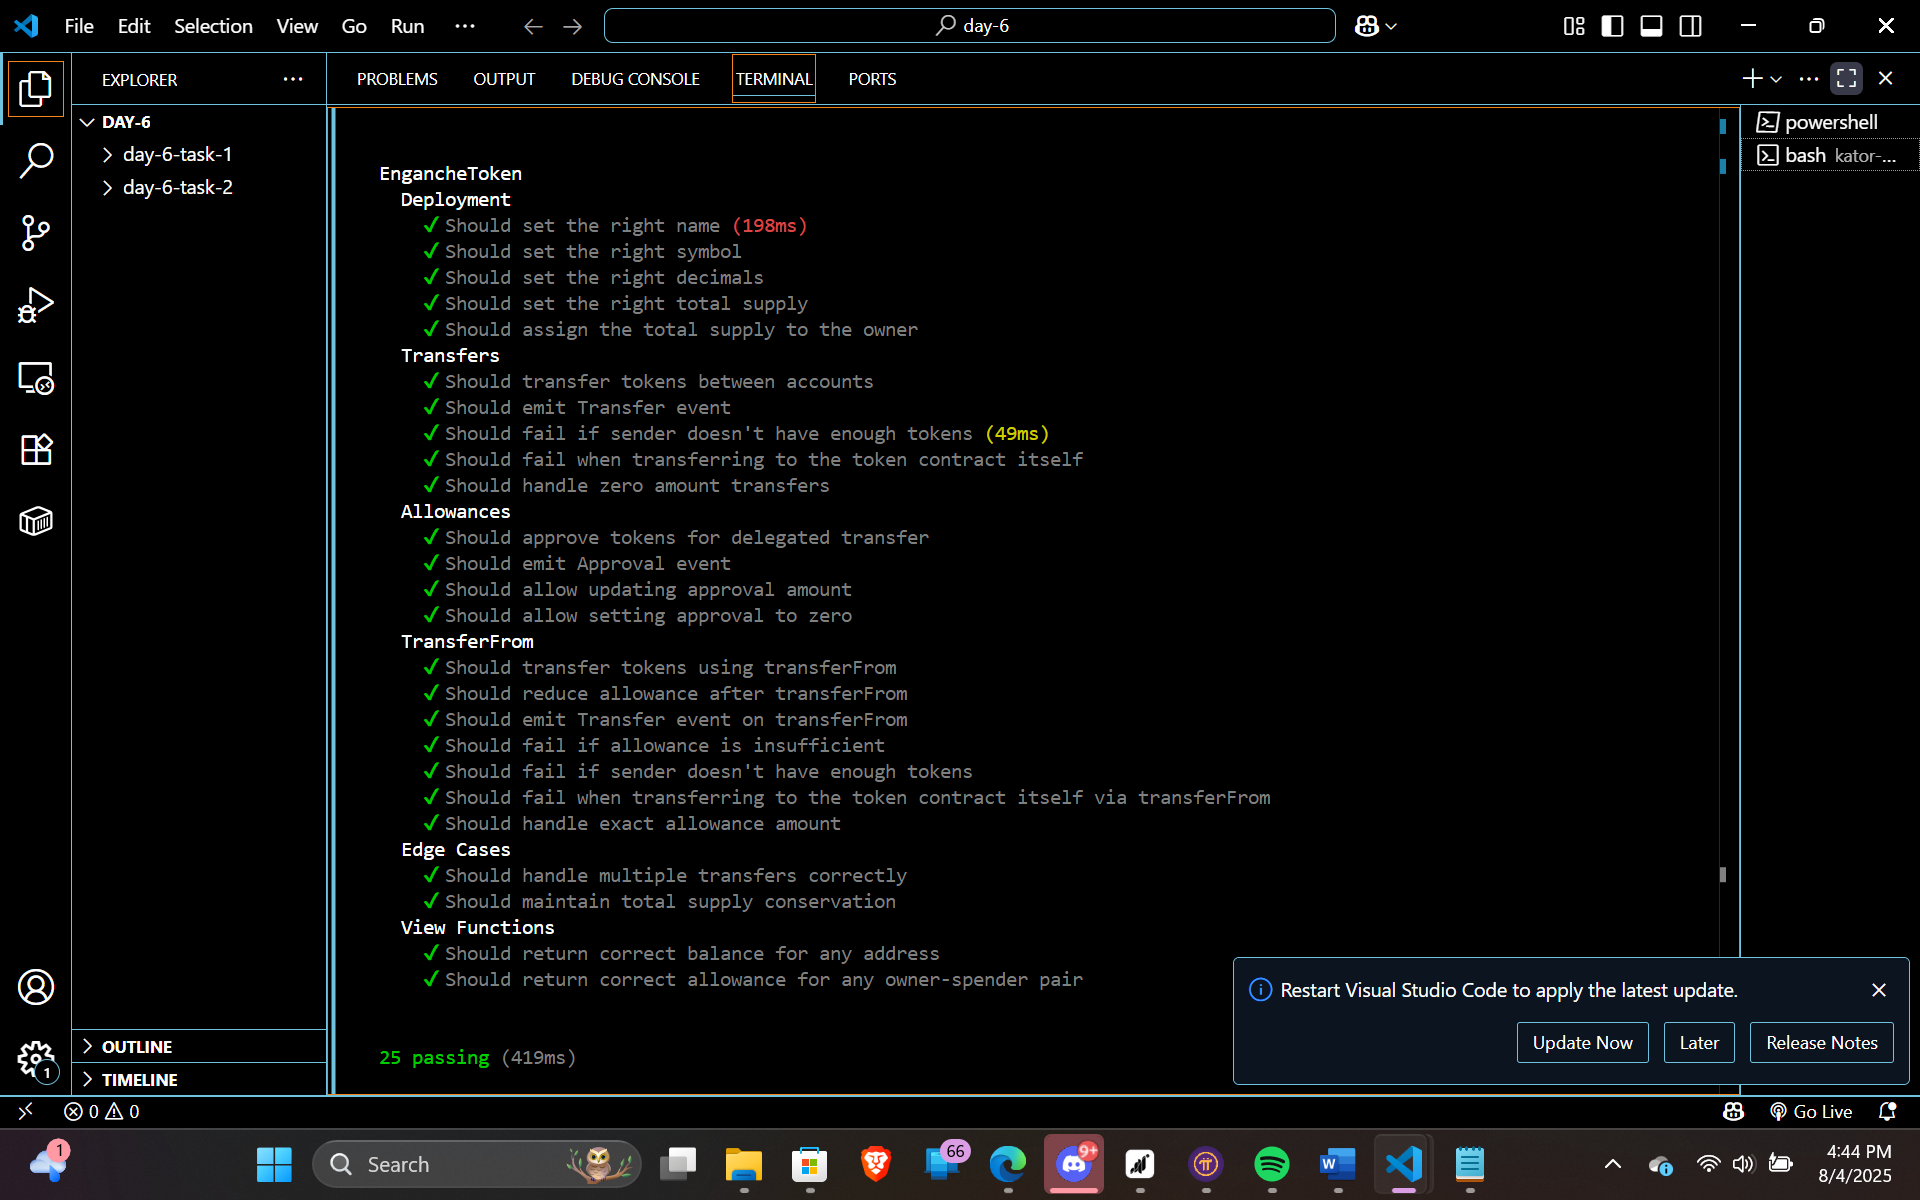 File Edit Selection View Go Run ···
day-6
EXPLORER
PROBLEMS OUTPUT DEBUG CONSOLE TERMINAL PORTS
DAY-6
day-6-task-1
day-6-task-2
powershell
bash kator-...
EngancheToken
Deployment
✓ Should set the right name (198ms)
✓ Should set the right symbol
✓ Should set the right decimals
✓ Should set the right total supply
✓ Should assign the total supply to the owner
Transfers
✓ Should transfer tokens between accounts
✓ Should emit Transfer event
✓ Should fail if sender doesn't have enough tokens (49ms)
✓ Should fail when transferring to the token contract itself
✓ Should handle zero amount transfers
Allowances
✓ Should approve tokens for delegated transfer
✓ Should emit Approval event
✓ Should allow updating approval amount
✓ Should allow setting approval to zero
TransferFrom
✓ Should transfer tokens using transferFrom
✓ Should reduce allowance after transferFrom
✓ Should emit Transfer event on transferFrom
✓ Should fail if allowance is insufficient
✓ Should fail if sender doesn't have enough tokens
✓ Should fail when transferring to the token contract itself via transferFrom
✓ Should handle exact allowance amount
Edge Cases
✓ Should handle multiple transfers correctly
✓ Should maintain total supply conservation
View Functions
✓ Should return correct balance for any address
✓ Should return correct allowance for any owner-spender pair
25 passing (419ms)
Restart Visual Studio Code to apply the latest update.
Update Now Later Release Notes
1
OUTLINE
TIMELINE
0 0
Go Live
1
Search
66
9+
4:44 PM
8/4/2025